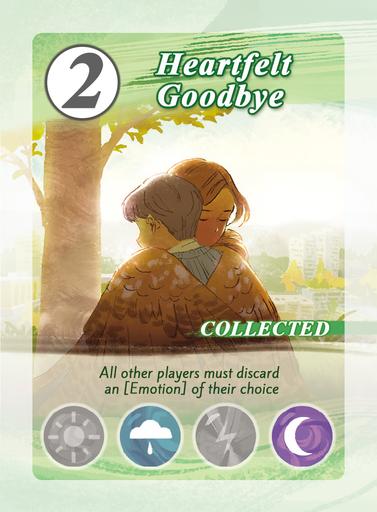 2
Heartfelt
Goodbye
COLLECTED
All other players must discard
an [Emotion] of their choice